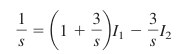 1/s = (1 + 3/s)I₁ − 3/s I₂